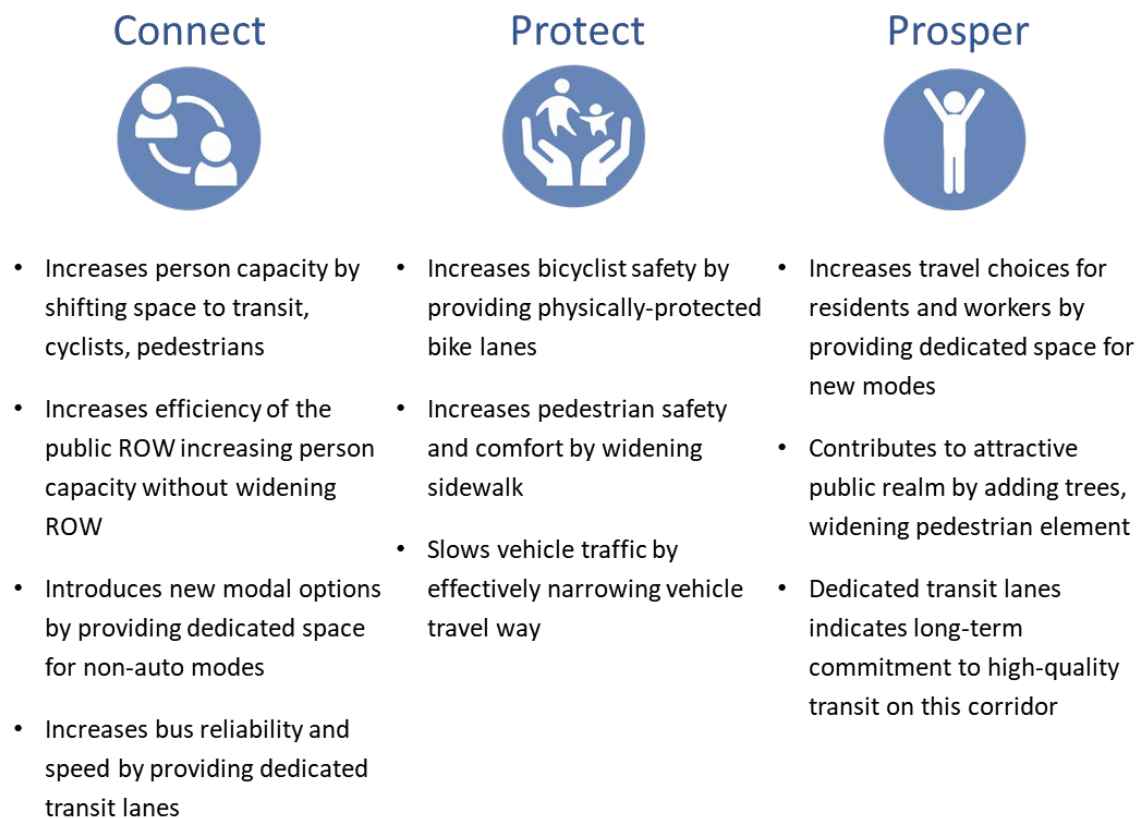 Connect
• Increases person capacity by
shifting space to transit,
cyclists, pedestrians
• Increases efficiency of the
public ROW increasing person
capacity without widening
ROW
• Introduces new modal options
by providing dedicated space
for non-auto modes
• Increases bus reliability and
speed by providing dedicated
transit lanes
Protect
• Increases bicyclist safety by
providing physically-protected
bike lanes
• Increases pedestrian safety
and comfort by widening
sidewalk
• Slows vehicle traffic by
effectively narrowing vehicle
travel way
Prosper
• Increases travel choices for
residents and workers by
providing dedicated space for
new modes
• Contributes to attractive
public realm by adding trees,
widening pedestrian element
• Dedicated transit lanes
indicates long-term
commitment to high-quality
transit on this corridor